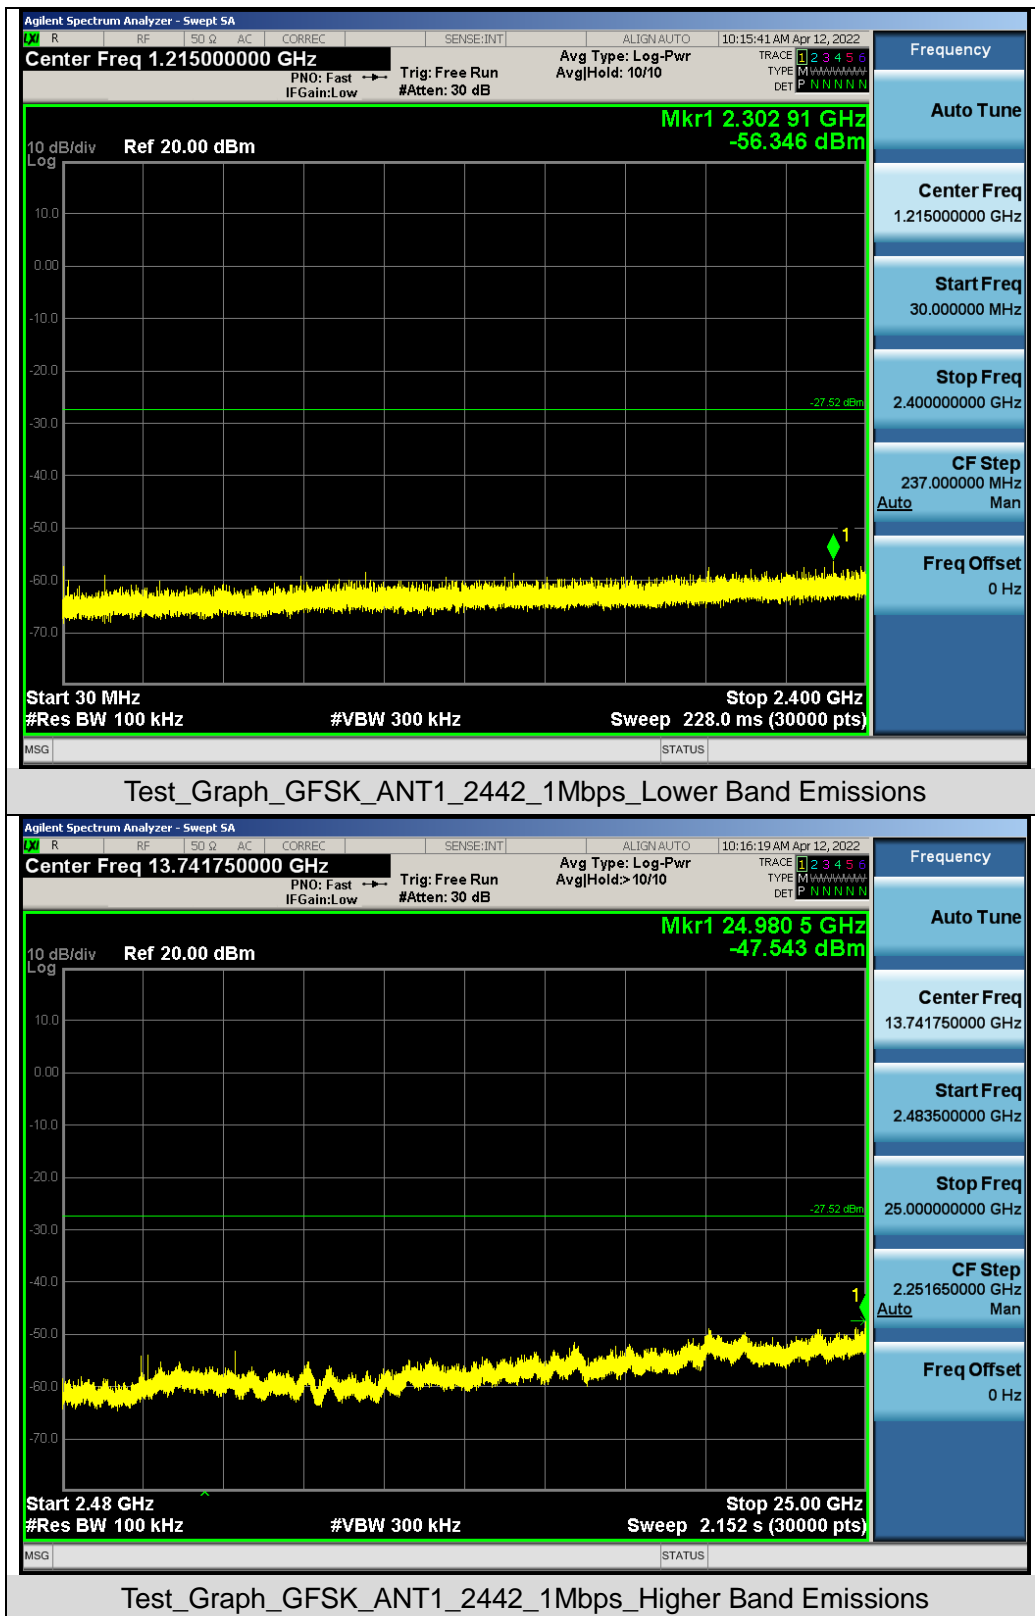 Agilent Spectrum Analyzer - Swept SA
LXI R RF 50 Ω AC CORREC SENSE:INT ALIGN AUTO 10:15:41 AM Apr 12, 2022
Center Freq 1.215000000 GHz
PNO: Fast
IFGain:Low
Trig: Free Run
#Atten: 30 dB
Avg Type: Log-Pwr
Avg|Hold: 10/10
TRACE 1 2 3 4 5 6
TYPE M
DET P N N N N N
Frequency
Auto Tune
Mkr1 2.302 91 GHz
-56.346 dBm
10 dB/div Ref 20.00 dBm
Log
10.0
0.00
-10.0
-20.0
-30.0
-40.0
-50.0
-60.0
-70.0
-27.52 dBm
1
Center Freq
1.215000000 GHz
Start Freq
30.000000 MHz
Stop Freq
2.400000000 GHz
CF Step
237.000000 MHz
Auto Man
Freq Offset
0 Hz
Start 30 MHz Stop 2.400 GHz
#Res BW 100 kHz #VBW 300 kHz Sweep 228.0 ms (30000 pts)
MSG STATUS
Test_Graph_GFSK_ANT1_2442_1Mbps_Lower Band Emissions
Agilent Spectrum Analyzer - Swept SA
LXI R RF 50 Ω AC CORREC SENSE:INT ALIGN AUTO 10:16:19 AM Apr 12, 2022
Center Freq 13.741750000 GHz
PNO: Fast
IFGain:Low
Trig: Free Run
#Atten: 30 dB
Avg Type: Log-Pwr
Avg|Hold:>10/10
TRACE 1 2 3 4 5 6
TYPE M
DET P N N N N N
Frequency
Auto Tune
Mkr1 24.980 5 GHz
-47.543 dBm
10 dB/div Ref 20.00 dBm
Log
10.0
0.00
-10.0
-20.0
-30.0
-40.0
-50.0
-60.0
-70.0
-27.52 dBm
1
Center Freq
13.741750000 GHz
Start Freq
2.483500000 GHz
Stop Freq
25.000000000 GHz
CF Step
2.251650000 GHz
Auto Man
Freq Offset
0 Hz
Start 2.48 GHz Stop 25.00 GHz
#Res BW 100 kHz #VBW 300 kHz Sweep 2.152 s (30000 pts)
MSG STATUS
Test_Graph_GFSK_ANT1_2442_1Mbps_Higher Band Emissions